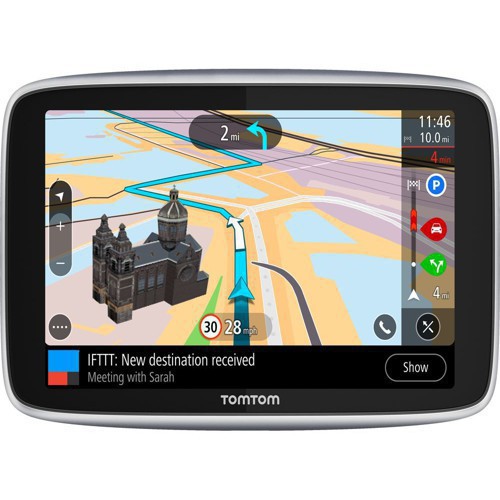 2 mi
11:46
10.0 mi
4 min
P
4 mi
30 28 mph
IFTTT: New destination received
Meeting with Sarah
Show
TOMTOM